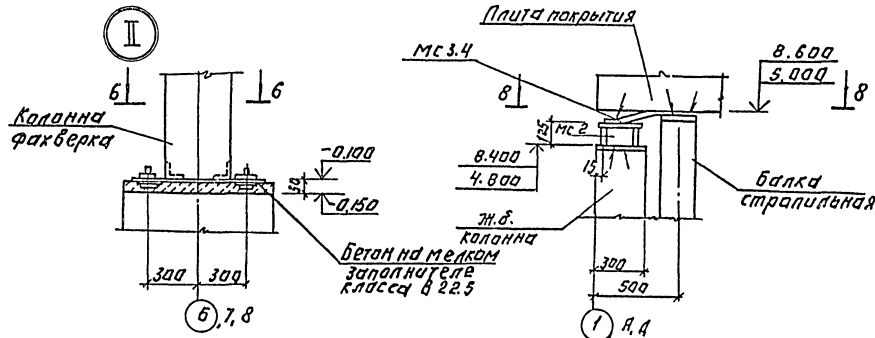 II
6
6
Колонна
фахверка
-0,100
50
-0,150
300
300
Бетон на мелком
заполнителе
класса В 22.5
6,7,8
Плита покрытия
МС 3.4
8
8.600
5.000
8
125
МС 2
8.400
4.800
15
ж.б.
колонна
Балка
стропильная
300
500
1 А,Д